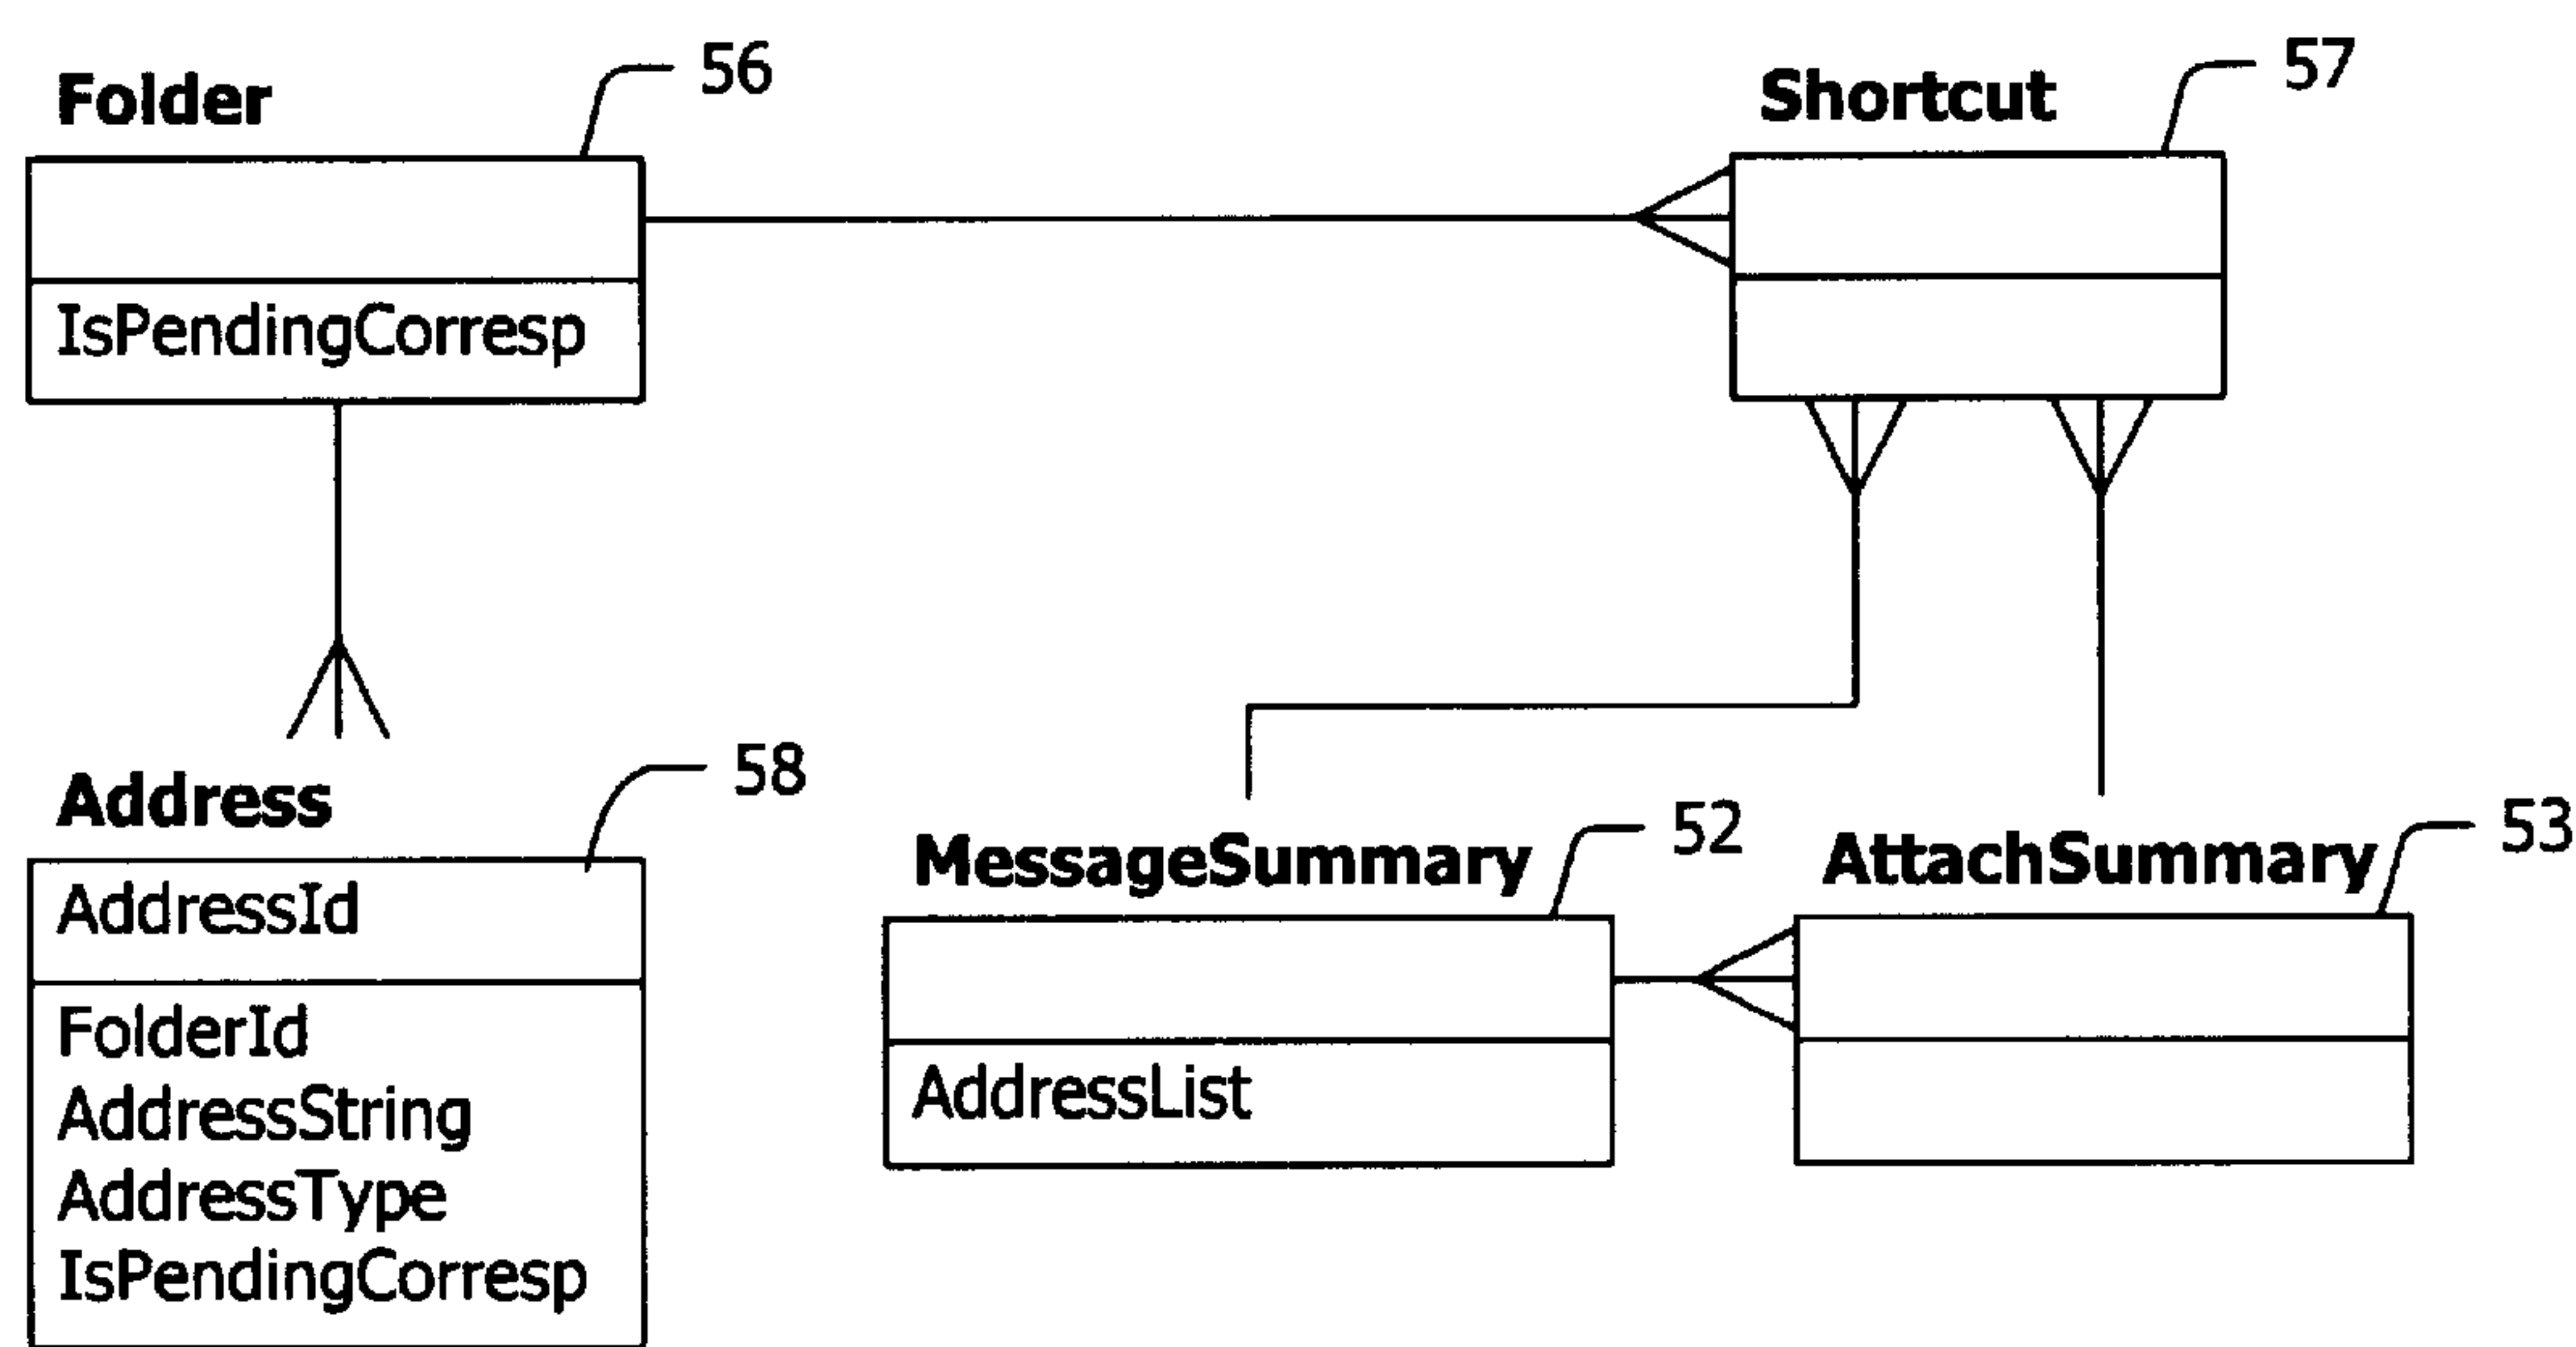 Folder
56
IsPendingCorresp
Shortcut
57
Address
58
AddressId
FolderId
AddressString
AddressType
IsPendingCorresp
MessageSummary
52
AddressList
AttachSummary
53